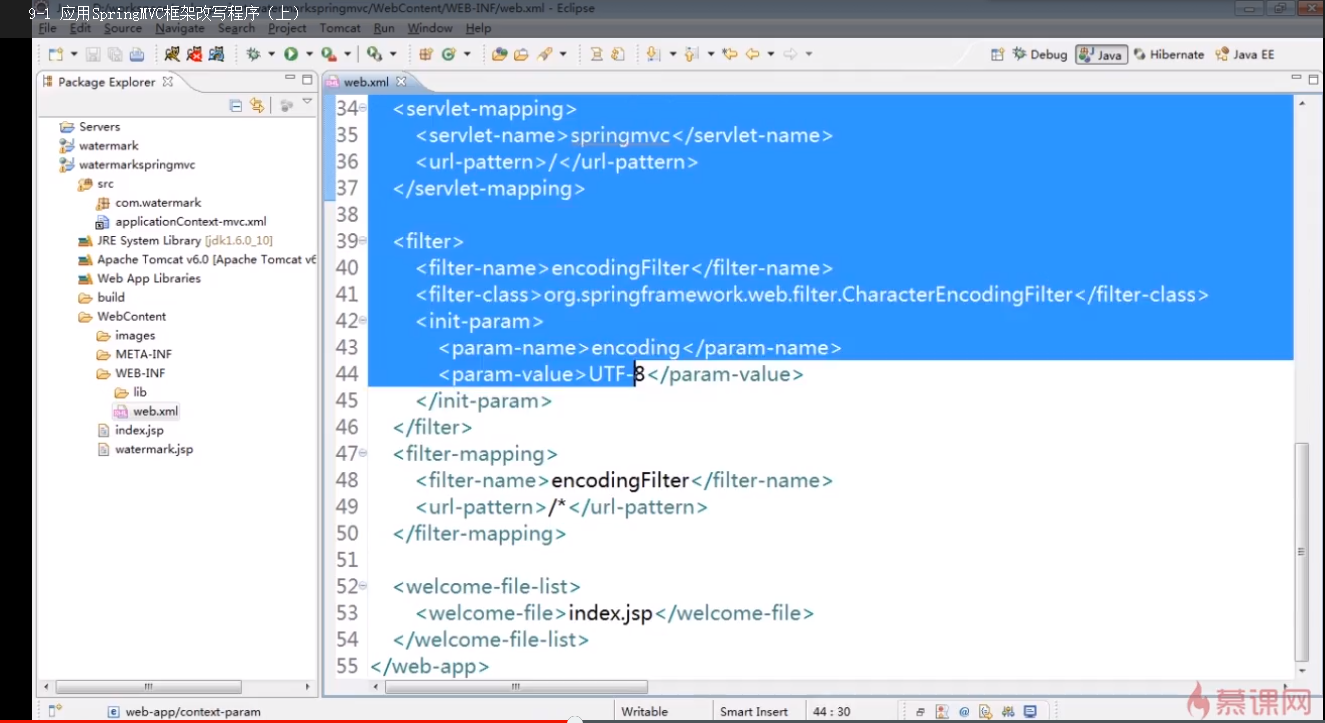 9-1 应用SpringMVC框架改写程序（上）
rkspringmvc/WebContent/WEB-INF/web.xml - Eclipse
File Edit Source Navigate Search Project Tomcat Run Window Help
Debug Java Hibernate Java EE
Package Explorer
web.xml
Servers
watermark
watermarkspringmvc
src
com.watermark
applicationContext-mvc.xml
JRE System Library [jdk1.6.0_10]
Apache Tomcat v6.0 [Apache Tomcat v6
Web App Libraries
build
WebContent
images
META-INF
WEB-INF
lib
web.xml
index.jsp
watermark.jsp
34 <servlet-mapping>
35 <servlet-name>springmvc</servlet-name>
36 <url-pattern>/</url-pattern>
37 </servlet-mapping>
38
39 <filter>
40 <filter-name>encodingFilter</filter-name>
41 <filter-class>org.springframework.web.filter.CharacterEncodingFilter</filter-class>
42 <init-param>
43 <param-name>encoding</param-name>
44 <param-value>UTF-8</param-value>
45 </init-param>
46 </filter>
47 <filter-mapping>
48 <filter-name>encodingFilter</filter-name>
49 <url-pattern>/*</url-pattern>
50 </filter-mapping>
51
52 <welcome-file-list>
53 <welcome-file>index.jsp</welcome-file>
54 </welcome-file-list>
55 </web-app>
web-app/context-param
Writable
Smart Insert
44 : 30
慕课网